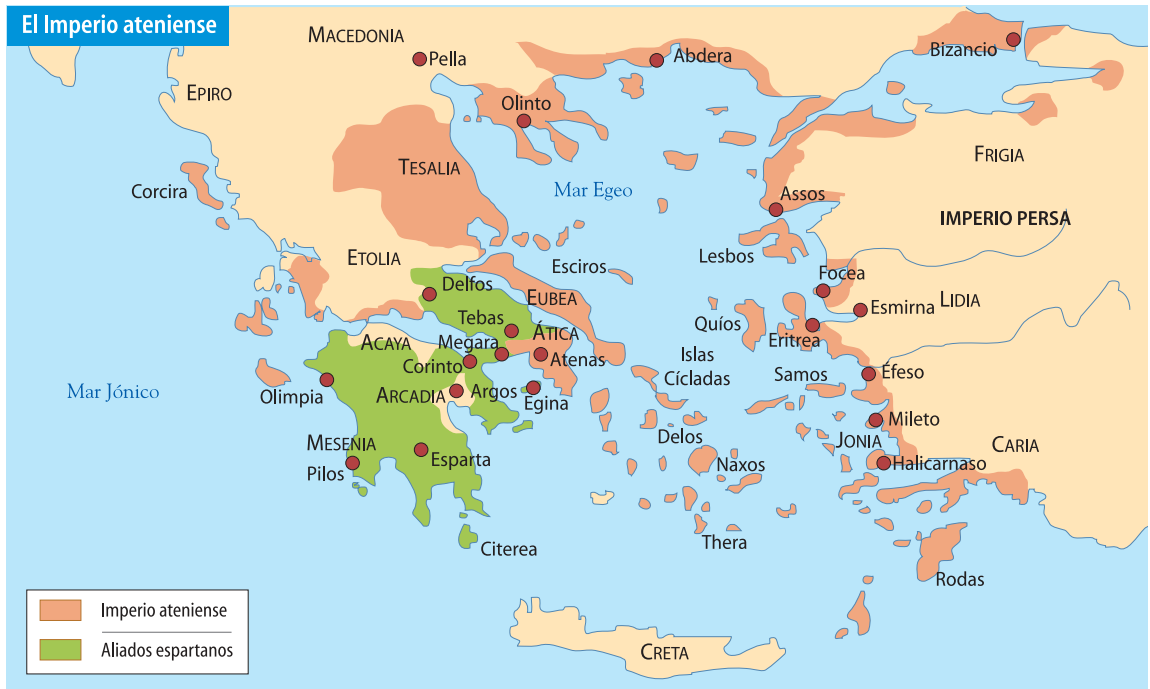 El Imperio ateniense
MACEDONIA
Pella
Abdera
Bizancio
EPIRO
Olinto
TESALIA
FRIGIA
Corcira
Mar Egeo
Assos
IMPERIO PERSA
Lesbos
ETOLIA
Esciros
Focea
Delfos
EUBEA
Esmirna
LIDIA
Tebas
ÁTICA
Quíos
Eritrea
ACAYA
Megara
Atenas
Islas
Cícladas
Corinto
Samos
Éfeso
Mar Jónico
Olimpia
ARCADIA
Argos
Egina
Mileto
Delos
JONIA
CARIA
MESENIA
Esparta
Naxos
Halicarnaso
Pilos
Thera
Citerea
Rodas
Imperio ateniense
Aliados espartanos
CRETA